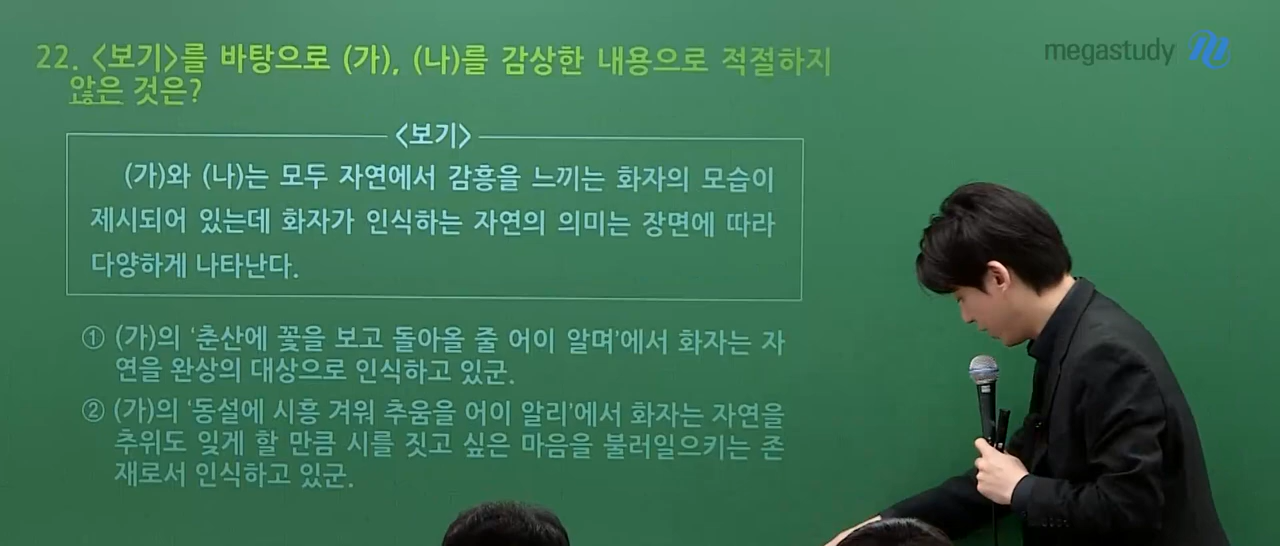 22. <보기>를 바탕으로 (가), (나)를 감상한 내용으로 적절하지
않은 것은?
megastudy
<보기>
(가)와 (나)는 모두 자연에서 감흥을 느끼는 화자의 모습이
제시되어 있는데 화자가 인식하는 자연의 의미는 장면에 따라
다양하게 나타난다.
① (가)의 '춘산에 꽃을 보고 돌아올 줄 어이 알며'에서 화자는 자
연을 완상의 대상으로 인식하고 있군.
② (가)의 '동설에 시흥 겨워 추움을 어이 알리'에서 화자는 자연을
추위도 잊게 할 만큼 시를 짓고 싶은 마음을 불러일으키는 존
재로서 인식하고 있군.